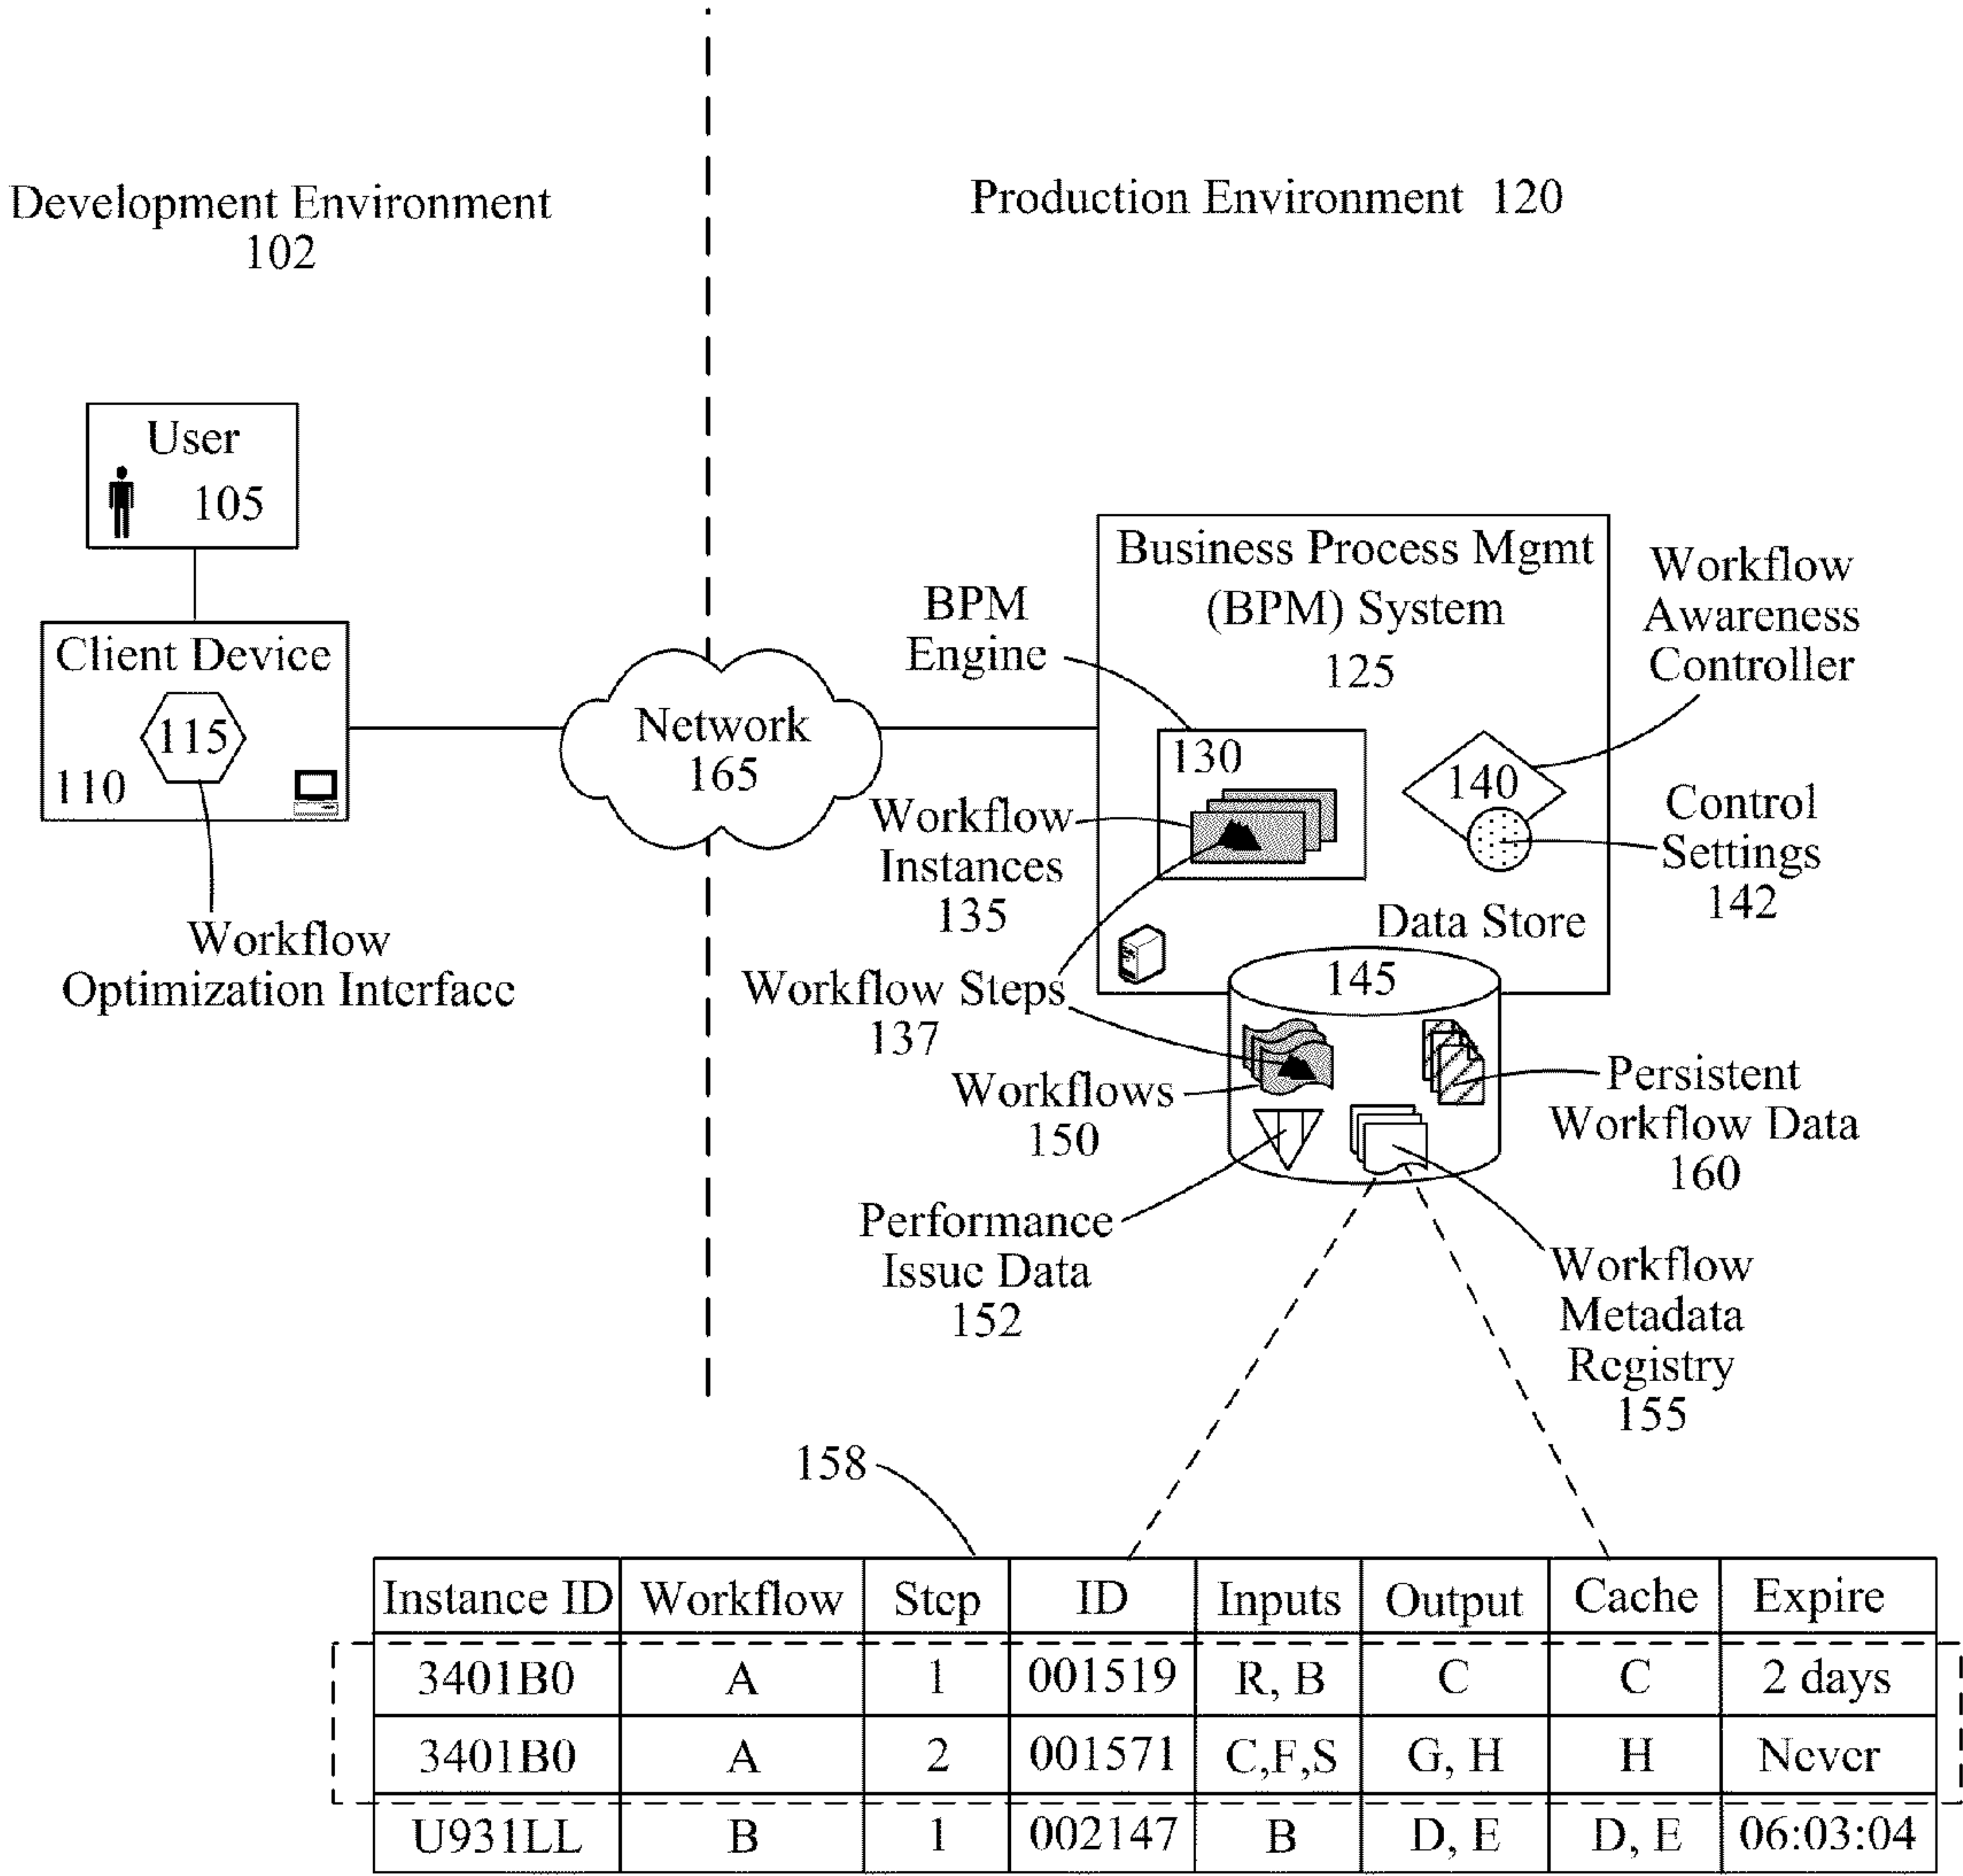 Development Environment
102
Production Environment 120
User
105
Client Device
115
110
Workflow
Optimization Interface
Network
165
Business Process Mgmt
(BPM) System
125
BPM
Engine
130
Workflow
Awareness
Controller
140
Workflow
Instances
135
Control
Settings
142
Data Store
145
Workflow Steps
137
Workflows
150
Persistent
Workflow Data
160
Performance
Issue Data
152
Workflow
Metadata
Registry
155
158
Instance ID Workflow Step ID Inputs Output Cache Expire
3401B0 A 1 001519 R, B C C 2 days
3401B0 A 2 001571 C,F,S G, H H Never
U931LL B 1 002147 B D, E D, E 06:03:04